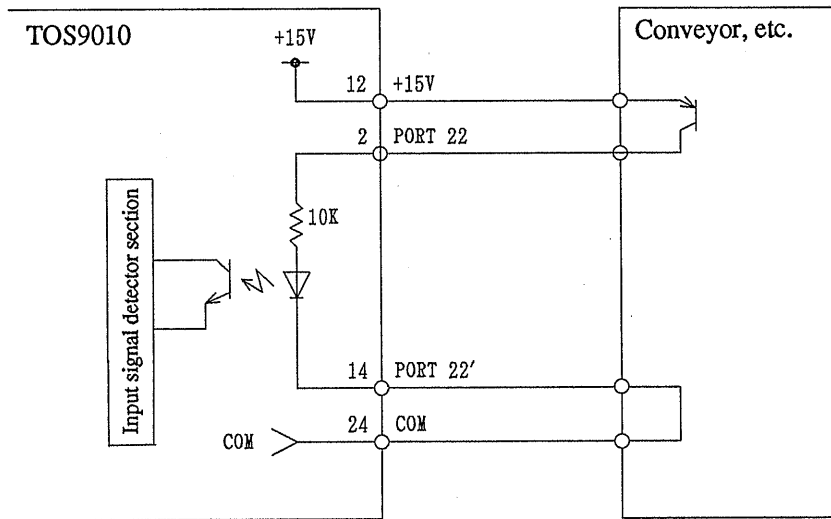 TOS9010
Conveyor, etc.
+15V
12 +15V
2 PORT 22
10K
Input signal detector section
14 PORT 22'
24 COM
COM